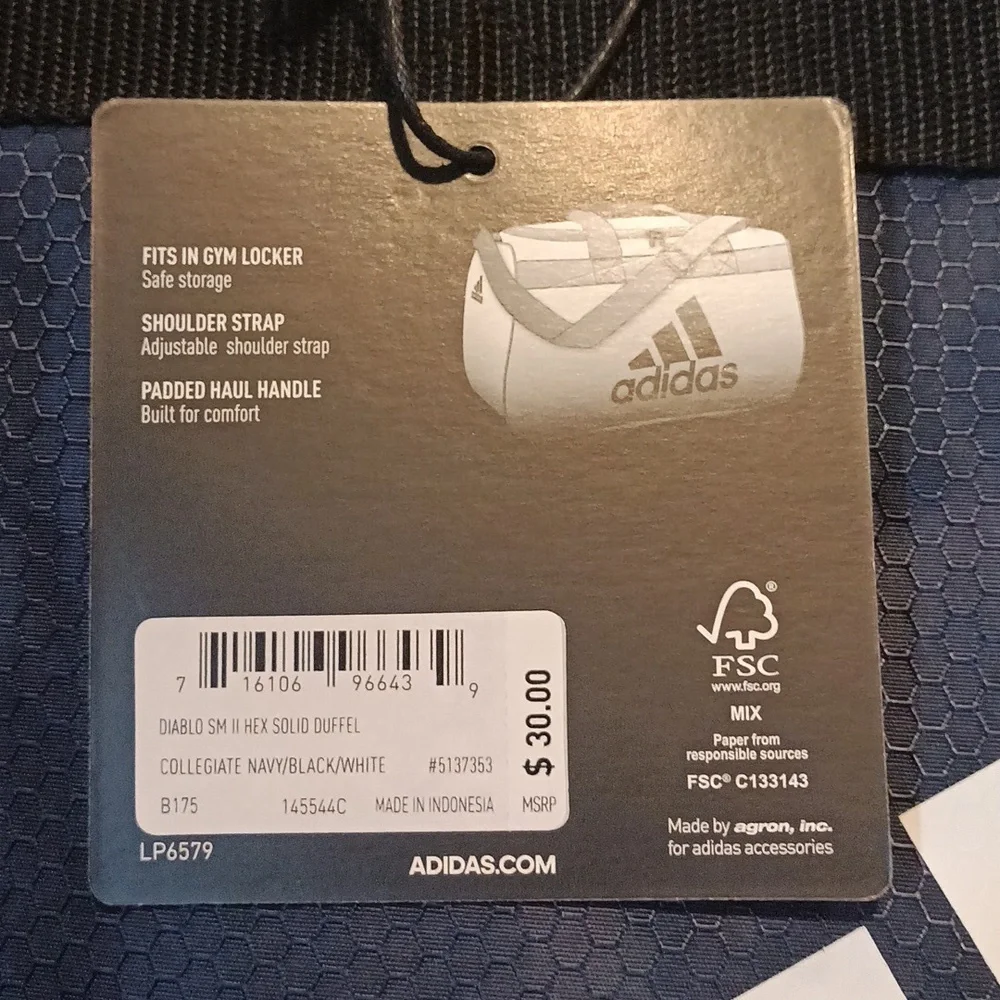 FITS IN GYM LOCKER
Safe storage
SHOULDER STRAP
Adjustable shoulder strap
PADDED HAUL HANDLE
Built for comfort
adidas
7 16106 96643 9
DIABLO SM II HEX SOLID DUFFEL
COLLEGIATE NAVY/BLACK/WHITE #5137353
B175 145544C MADE IN INDONESIA
$ 30.00
MSRP
LP6579
ADIDAS.COM
®
FSC
www.fsc.org
MIX
Paper from
responsible sources
FSC® C133143
Made by agron, inc.
for adidas accessories